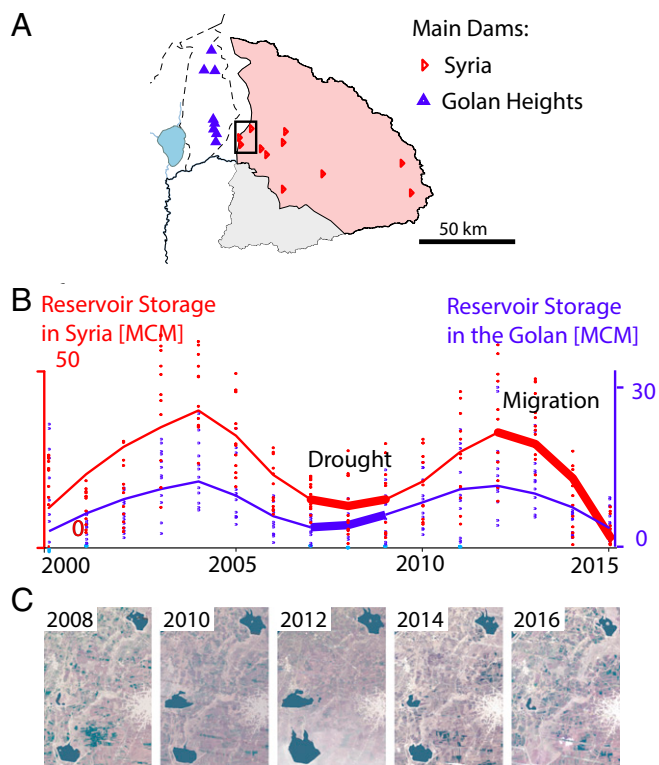 A
Main Dams:
Syria
Golan Heights
50 km
B
Reservoir Storage
in Syria [MCM]
Reservoir Storage
in the Golan [MCM]
50
30
Migration
Drought
0
0
2000
2005
2010
2015
C
2008
2010
2012
2014
2016